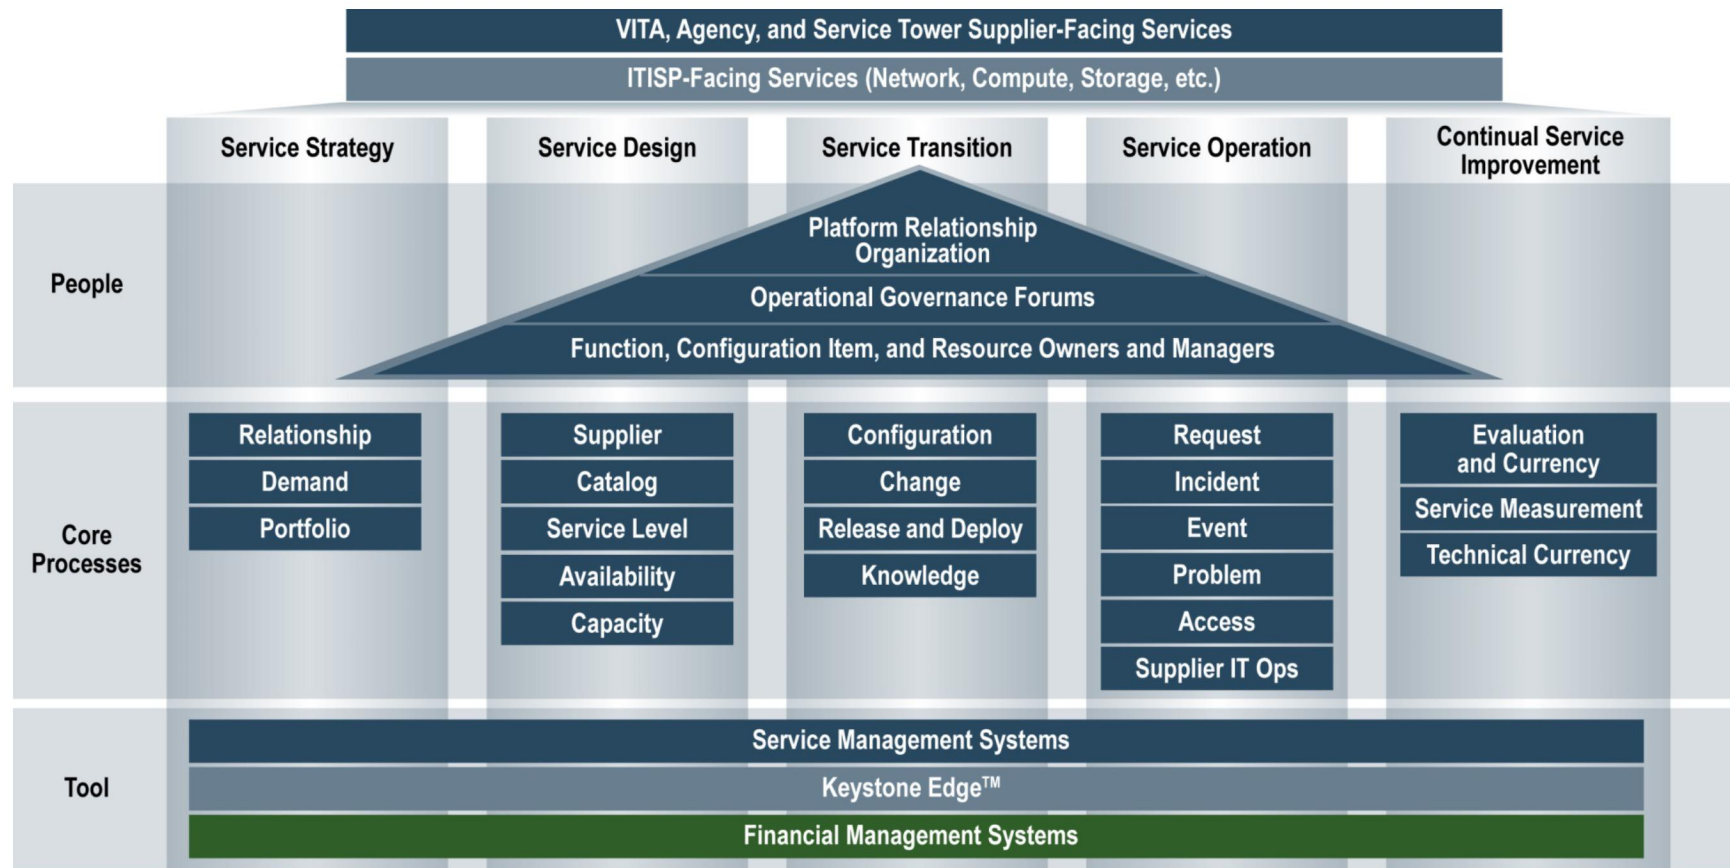 VITA, Agency, and Service Tower Supplier-Facing Services
ITISP-Facing Services (Network, Compute, Storage, etc.)
Service Strategy
Service Design
Service Transition
Service Operation
Continual Service
Improvement
People
Platform Relationship
Organization
Operational Governance Forums
Function, Configuration Item, and Resource Owners and Managers
Core
Processes
Relationship
Demand
Portfolio
Supplier
Catalog
Service Level
Availability
Capacity
Configuration
Change
Release and Deploy
Knowledge
Request
Incident
Event
Problem
Access
Supplier IT Ops
Evaluation
and Currency
Service Measurement
Technical Currency
Tool
Service Management Systems
Keystone Edge™
Financial Management Systems